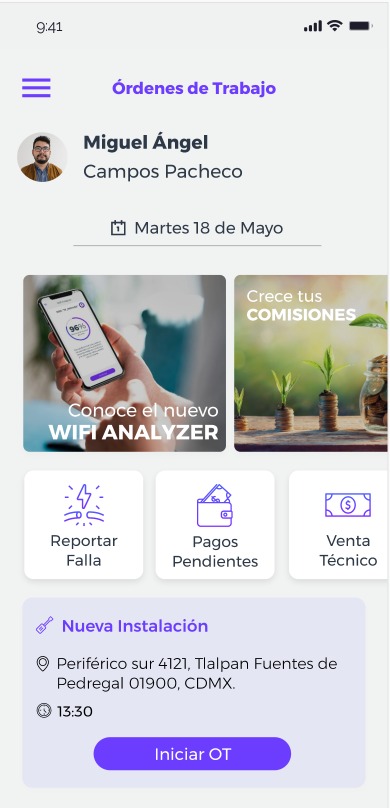 9:41
Órdenes de Trabajo
Miguel Ángel
Campos Pacheco
Martes 18 de Mayo
96%
Conoce el nuevo
WIFI ANALYZER
Crece tus
COMISIONES
Reportar
Falla
Pagos
Pendientes
Venta
Técnico
Nueva Instalación
Periférico sur 4121, Tlalpan Fuentes de
Pedregal 01900, CDMX.
13:30
Iniciar OT